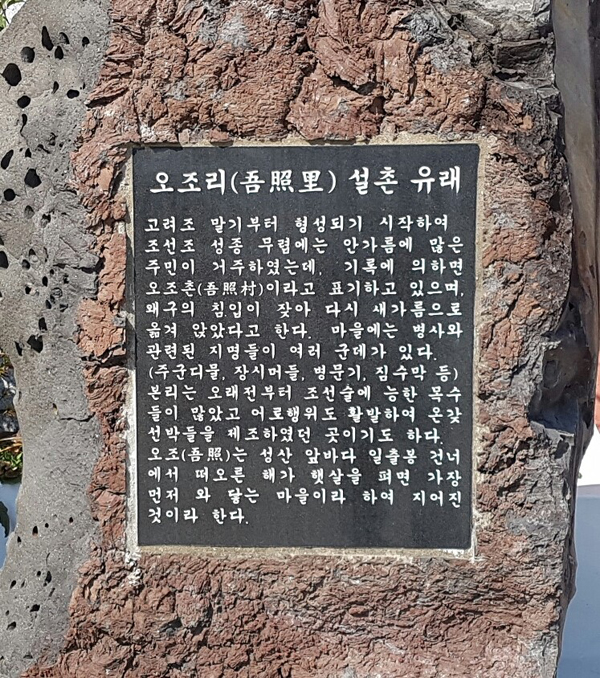 오조리(吾照里) 설촌 유래
고려조 말기부터 형성되기 시작하여
조선조 성종 무렵에는 안가름에 많은
주민이 거주하였는데, 기록에 의하면
오조촌(吾照村)이라고 표기하고 있으며,
왜구의 침입이 잦아 다시 새가름으로
옮겨 앉았다고 한다. 마을에는 병사와
관련된 지명들이 여러 군데가 있다.
(주군디물, 장시머들, 병문기, 짐수막 등)
본리는 오래전부터 조선술에 능한 목수
들이 많았고 어로행위도 활발하여 온갖
선박들을 제조하였던 곳이기도 하다.
오조(吾照)는 성산 앞바다 일출봉 건너
에서 떠오른 해가 햇살을 펴면 가장
먼저 와 닿는 마을이라 하여 지어진
것이라 한다.